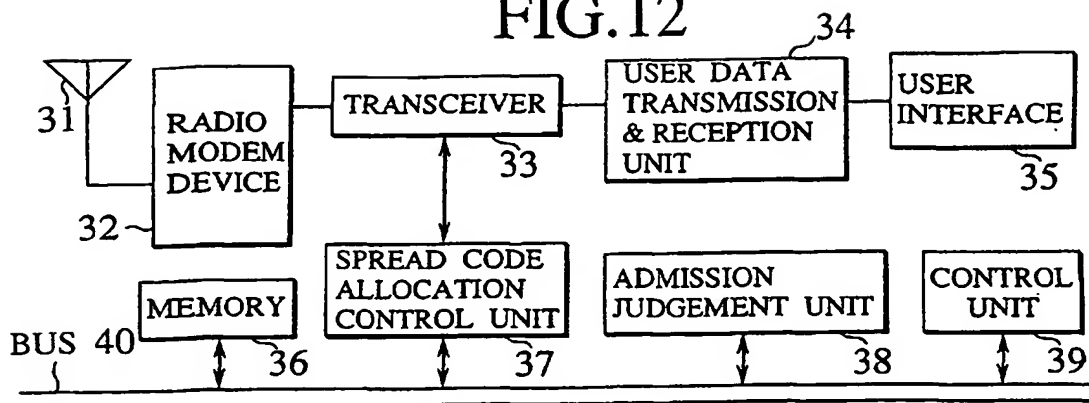 FIG.12
31
RADIO
MODEM
DEVICE
32
TRANSCEIVER
33
34
USER DATA
TRANSMISSION
& RECEPTION
UNIT
USER
INTERFACE
35
MEMORY
36
SPREAD CODE
ALLOCATION
CONTROL UNIT
37
ADMISSION
JUDGEMENT UNIT
38
CONTROL
UNIT
39
BUS 40